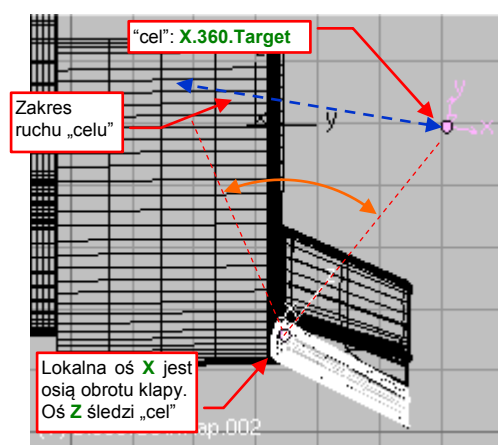 “cel”: X.360.Target
Zakres
ruchu „celu”
y
x
x
y
Lokalna oś X jest
osią obrotu klapy.
Oś Z śledzi „cel”